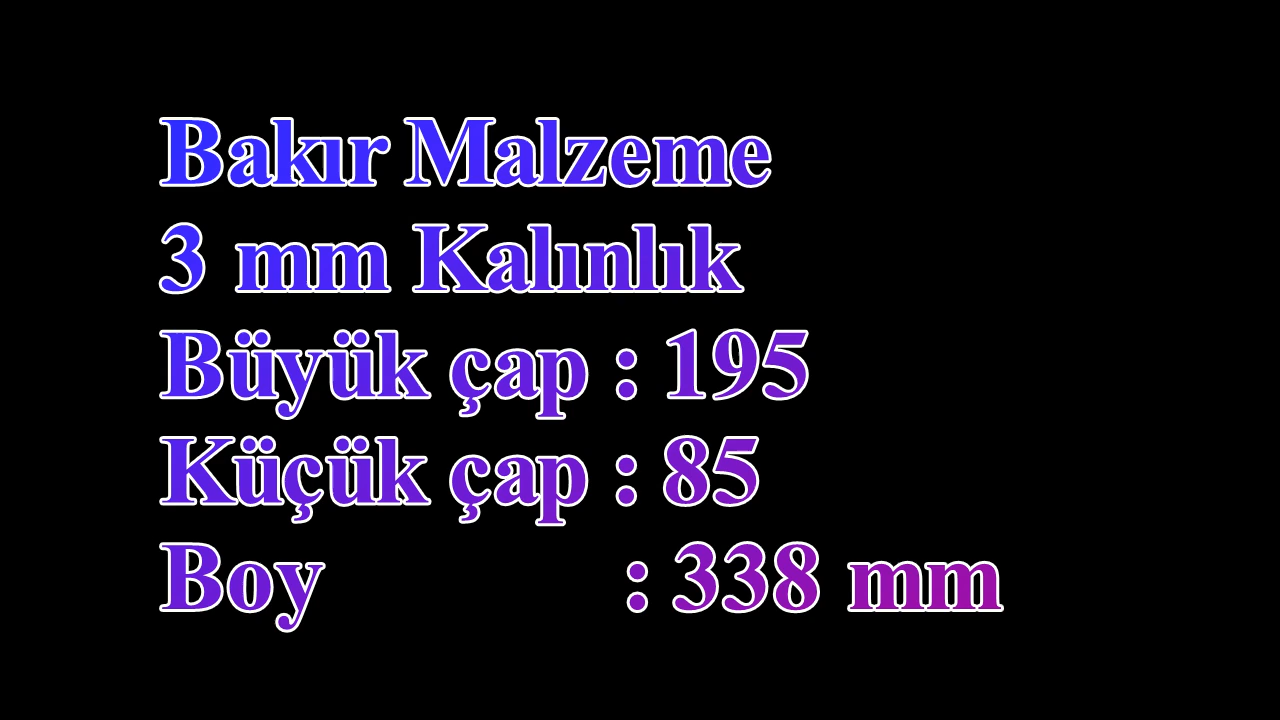 Bakır Malzeme
3 mm Kalınlık
Büyük çap : 195
Küçük çap : 85
Boy : 338 mm